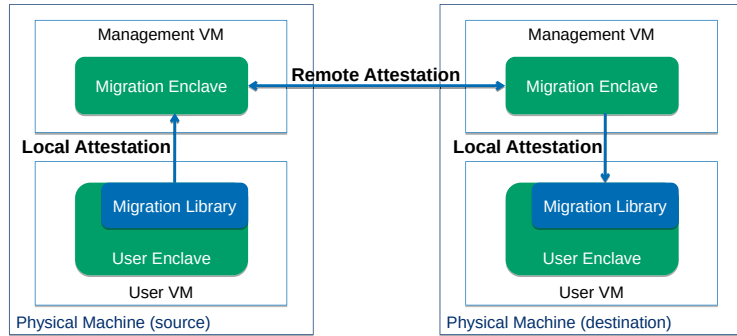 Management VM
Migration Enclave
Local Attestation
Migration Library
User Enclave
User VM
Physical Machine (source)
Remote Attestation
Management VM
Migration Enclave
Local Attestation
Migration Library
User Enclave
User VM
Physical Machine (destination)